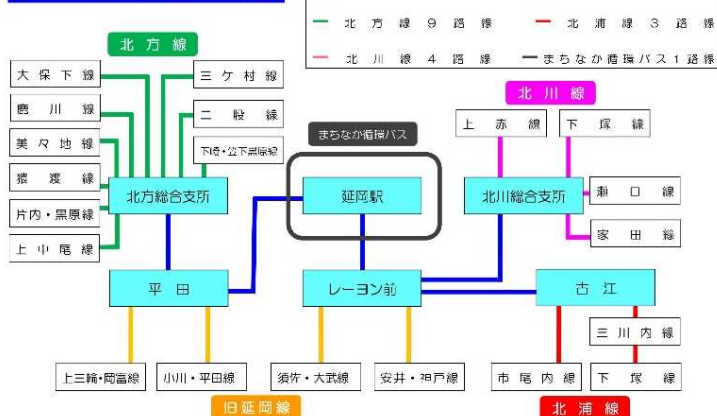 北方線9路線
北浦線3路線
北川線4路線
まちなか循環バス1路線
北方線
大保下線
鹿川線
美々地線
猿渡線
片内・黒原線
上中尾線
三ケ村線
二股線
下崎・笠下黒原線
北方総合支所
まちなか循環バス
延岡駅
北川線
上赤線
下塚線
瀬口線
家田線
北川総合支所
平田
レーヨン前
古江
上三輪・岡富線
小川・平田線
旧延岡線
須佐・大武線
安井・神戸線
三川内線
市尾内線
下塚線
北浦線